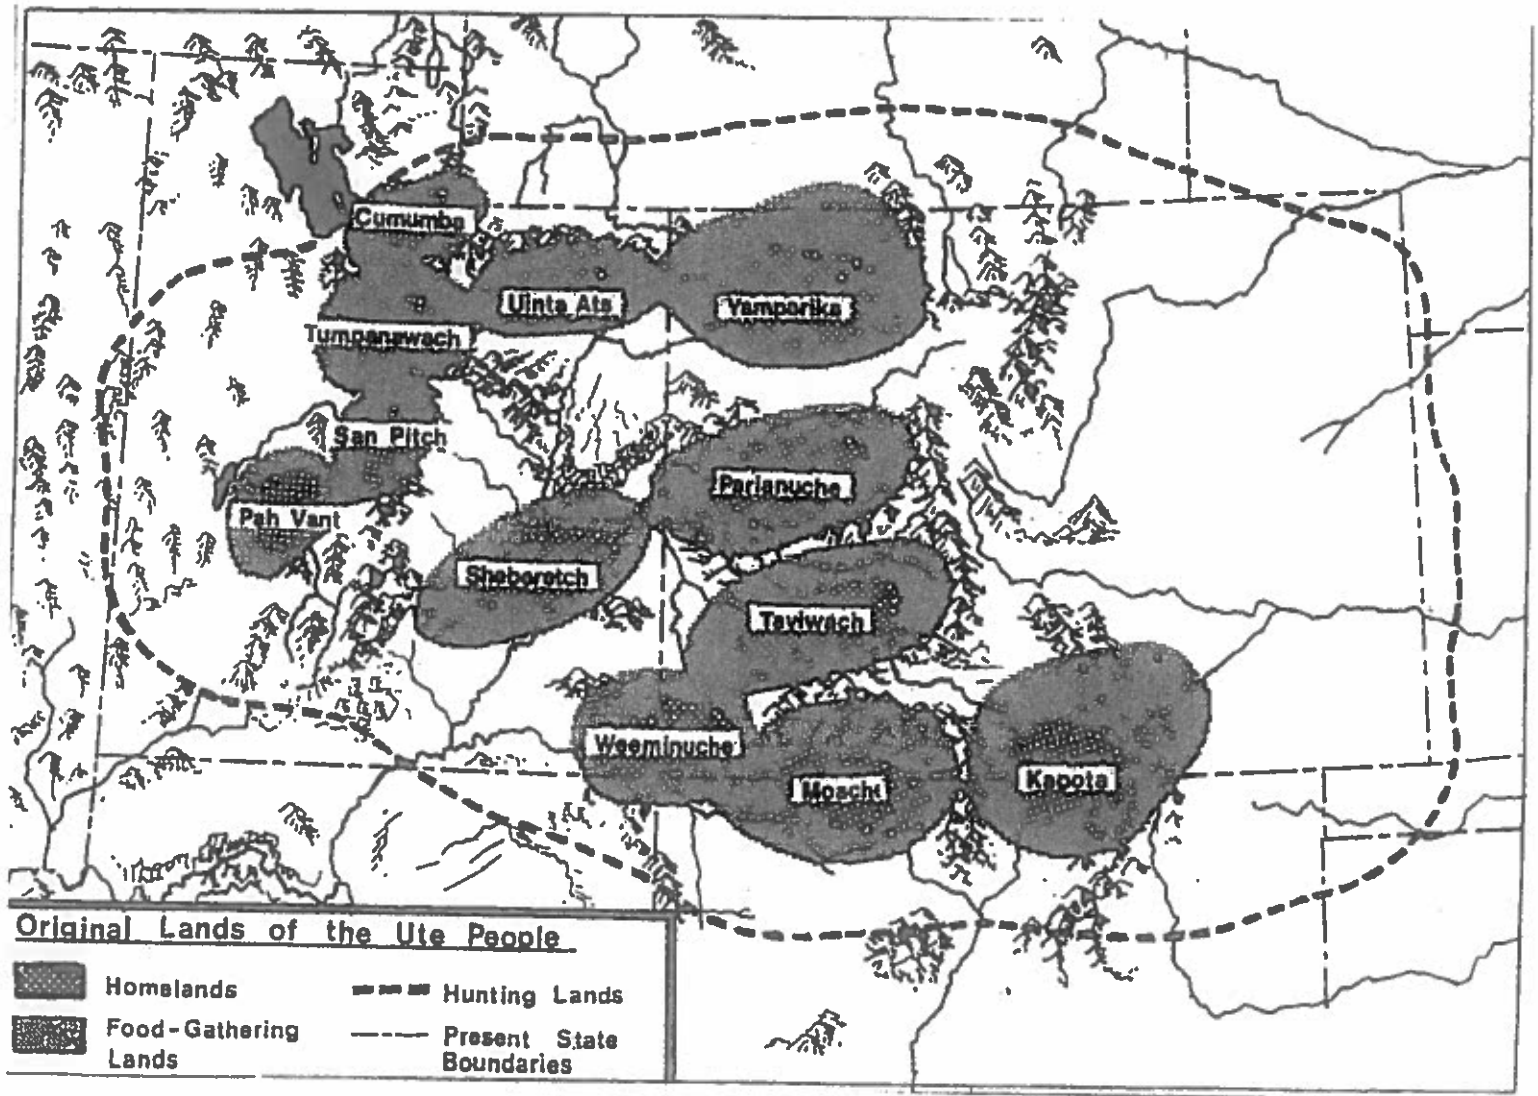 Cumumba
Uinta Ats
Yamparika
Tumpanawach
San Pitch
Parianuche
Pah Vant
Sheberetch
Taviwach
Weeminuche
Moachi
Kapota
Original Lands of the Ute People
Homelands
Hunting Lands
Food-Gathering
Lands
Present State
Boundaries